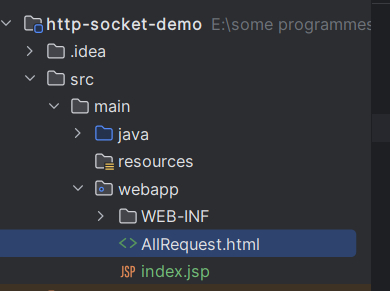 http-socket-demo E:\some programmes
.idea
src
main
java
resources
webapp
WEB-INF
<> AllRequest.html
JSP index.jsp